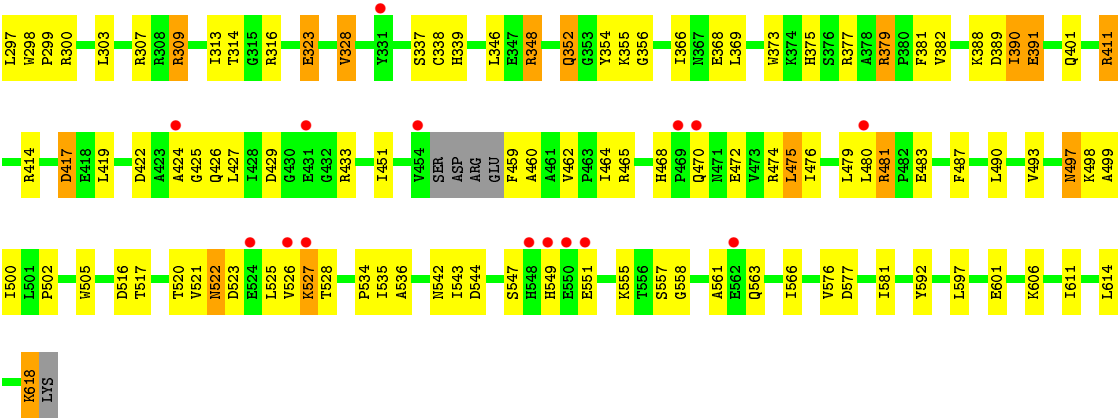 L297 W298 P299 R300 L303 R307 R308 R309 I313 T314 G315 R316 E323 V328 Y331 S337 C338 H339 L346 E347 R348 Q352 G353 Y354 K355 G356 I366 N367 E368 L369 W373 K374 H375 S376 R377 A378 R379 P380 F381 V382 K388 D389 I390 E391 Q401 R411
R414 D417 E418 L419 D422 A423 A424 G425 Q426 L427 I428 D429 G430 E431 G432 R433 I451 V454 SER ASP ARG GLU F459 A460 A461 V462 P463 I464 R465 H468 P469 Q470 N471 E472 V473 R474 L475 I476 L479 L480 R481 P482 E483 F487 L490 V493 N497 K498 A499
I500 L501 P502 W505 D516 T517 T520 V521 N522 D523 E524 L525 V526 K527 T528 P534 I535 A536 N542 I543 D544 S547 H548 H549 E550 E551 K555 T556 S557 G558 A561 E562 Q563 I566 V576 D577 I581 Y592 L597 E601 K606 I611 L614
K618 LYS